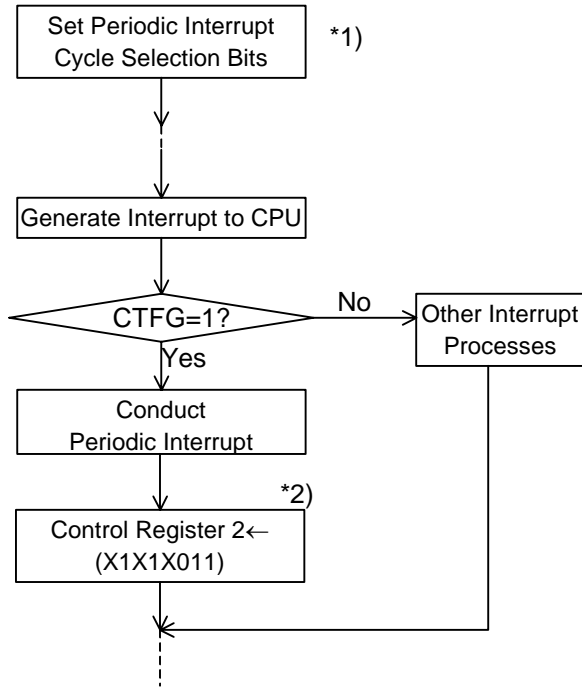 Set Periodic Interrupt
Cycle Selection Bits
*1)
Generate Interrupt to CPU
CTFG=1?
No
Other Interrupt
Processes
Yes
Conduct
Periodic Interrupt
*2)
Control Register 2←
(X1X1X011)